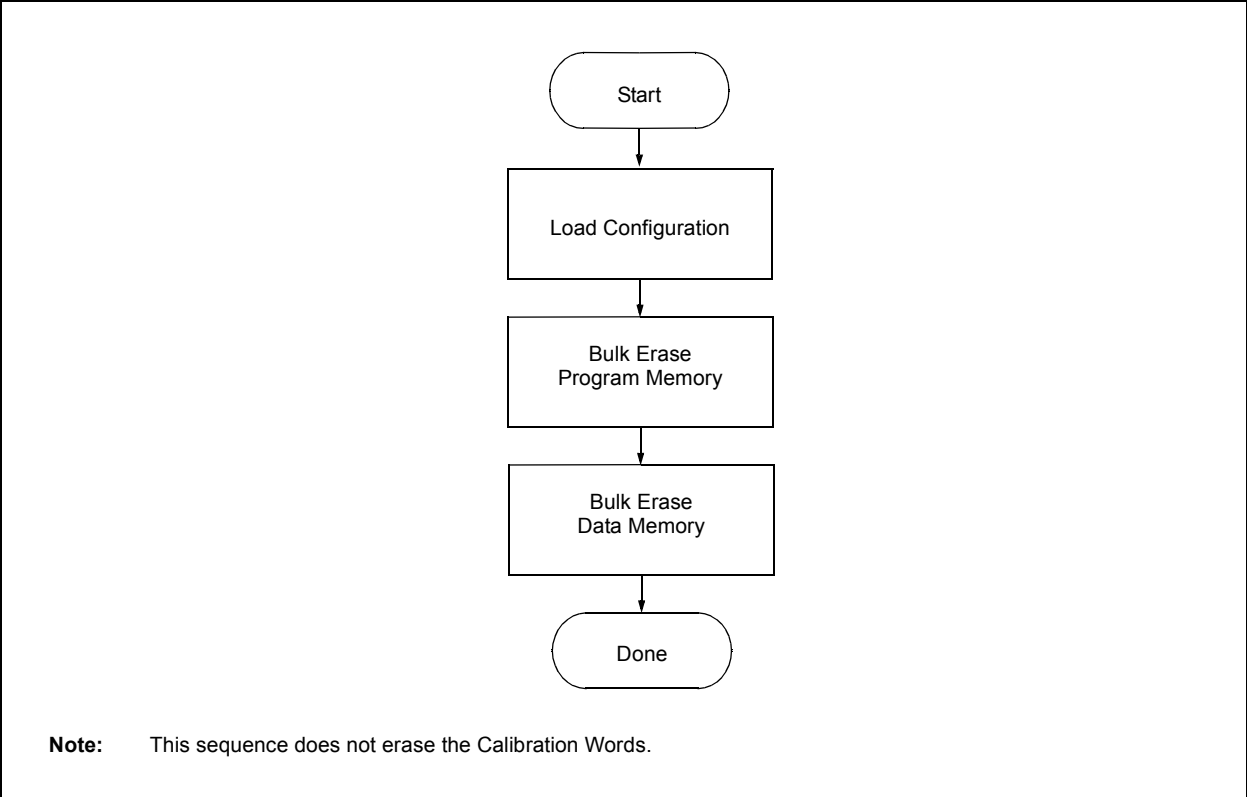 Start
Load Configuration
Bulk Erase
Program Memory
Bulk Erase
Data Memory
Done
Note: This sequence does not erase the Calibration Words.